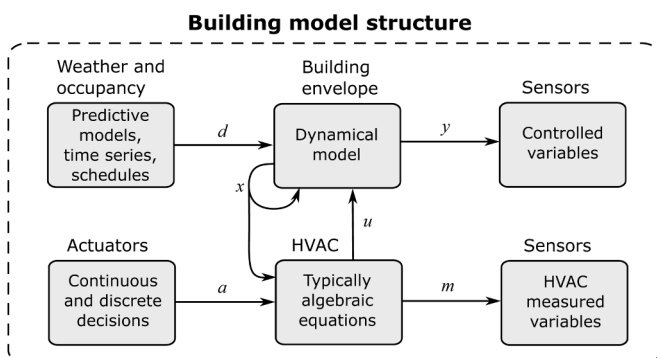 Building model structure
Weather and
occupancy
Predictive
models,
time series,
schedules
d
Building
envelope
Dynamical
model
y
Sensors
Controlled
variables
x
u
Actuators
Continuous
and discrete
decisions
a
HVAC
Typically
algebraic
equations
m
Sensors
HVAC
measured
variables